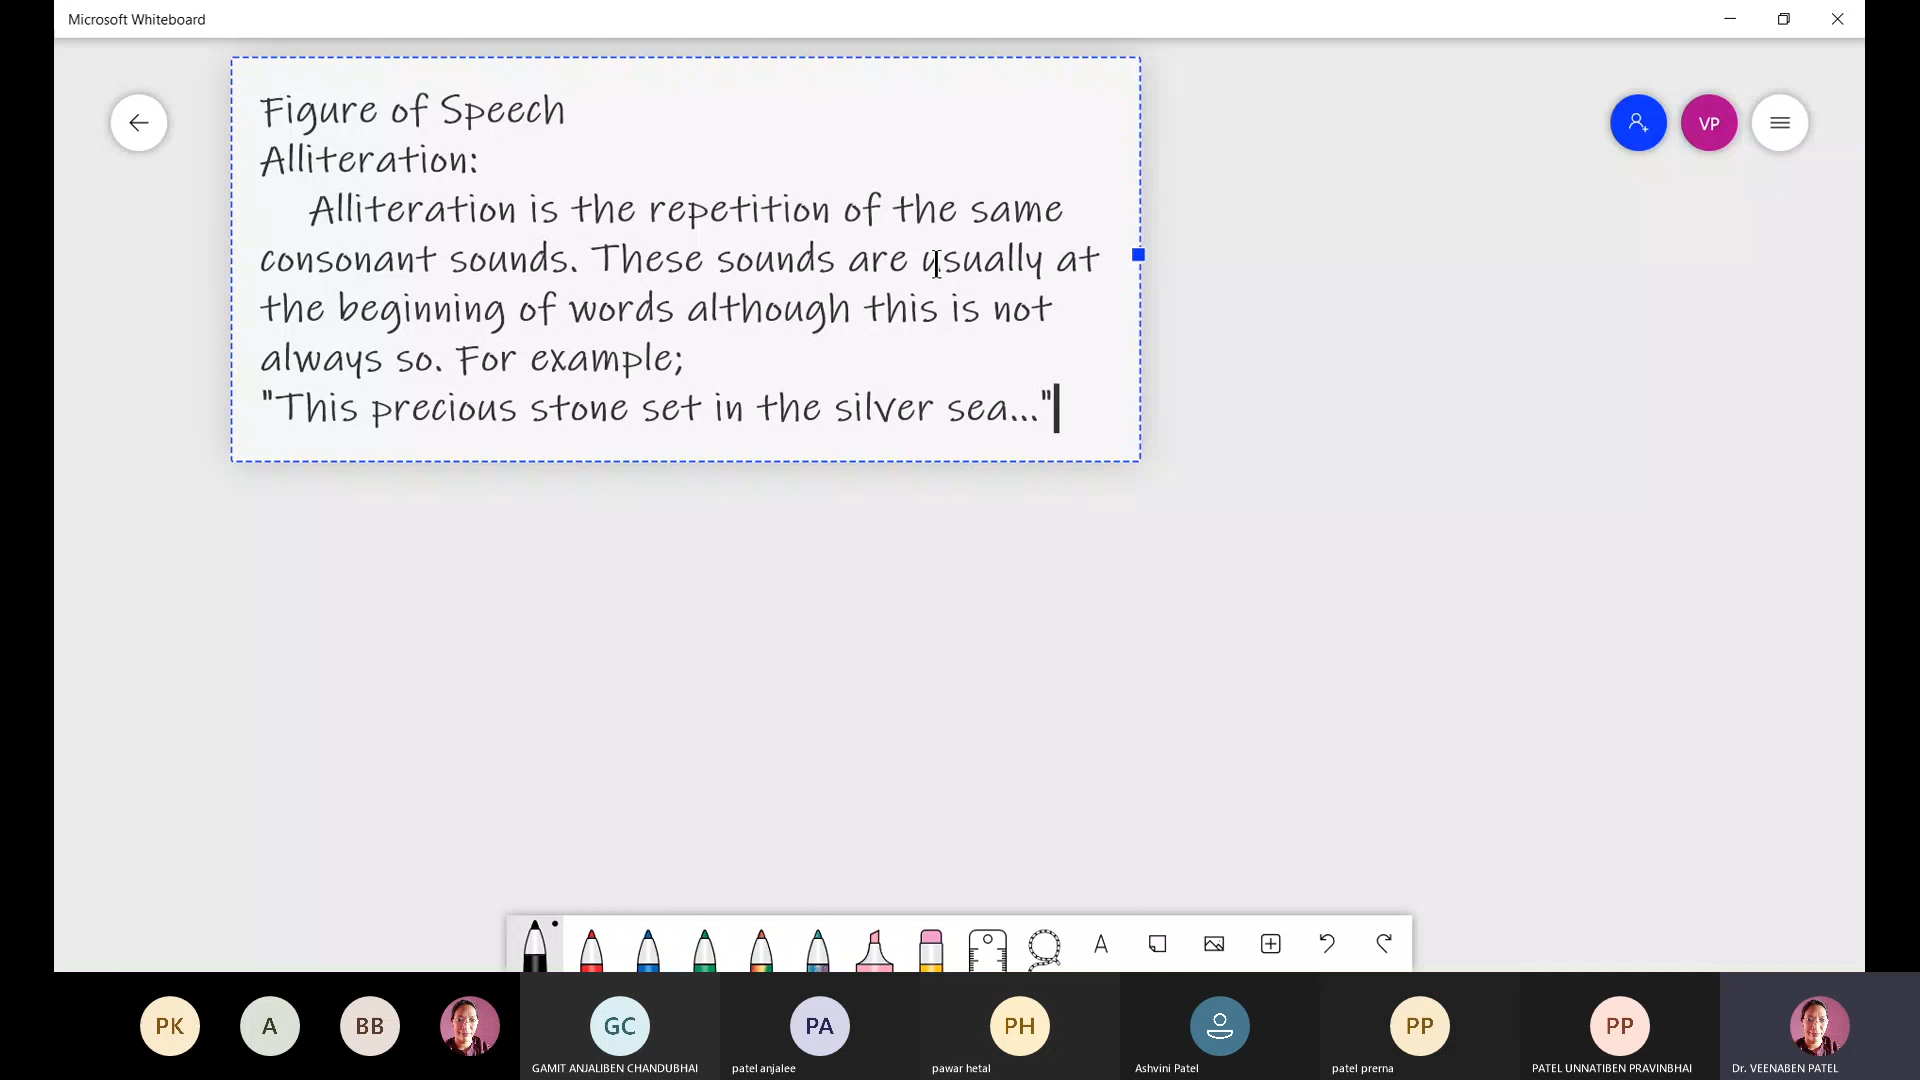 Microsoft Whiteboard
Figure of Speech
Alliteration:
Alliteration is the repetition of the same
consonant sounds. These sounds are usually at
the beginning of words although this is not
always so. For example;
"This precious stone set in the silver sea..."
VP
A
PK
A
BB
GC
PA
PH
PP
PP
GAMIT ANJALIBEN CHANDUBHAI
patel anjalee
pawar hetal
Ashvini Patel
patel prerna
PATEL UNNATIBEN PRAVINBHAI
Dr. VEENABEN PATEL